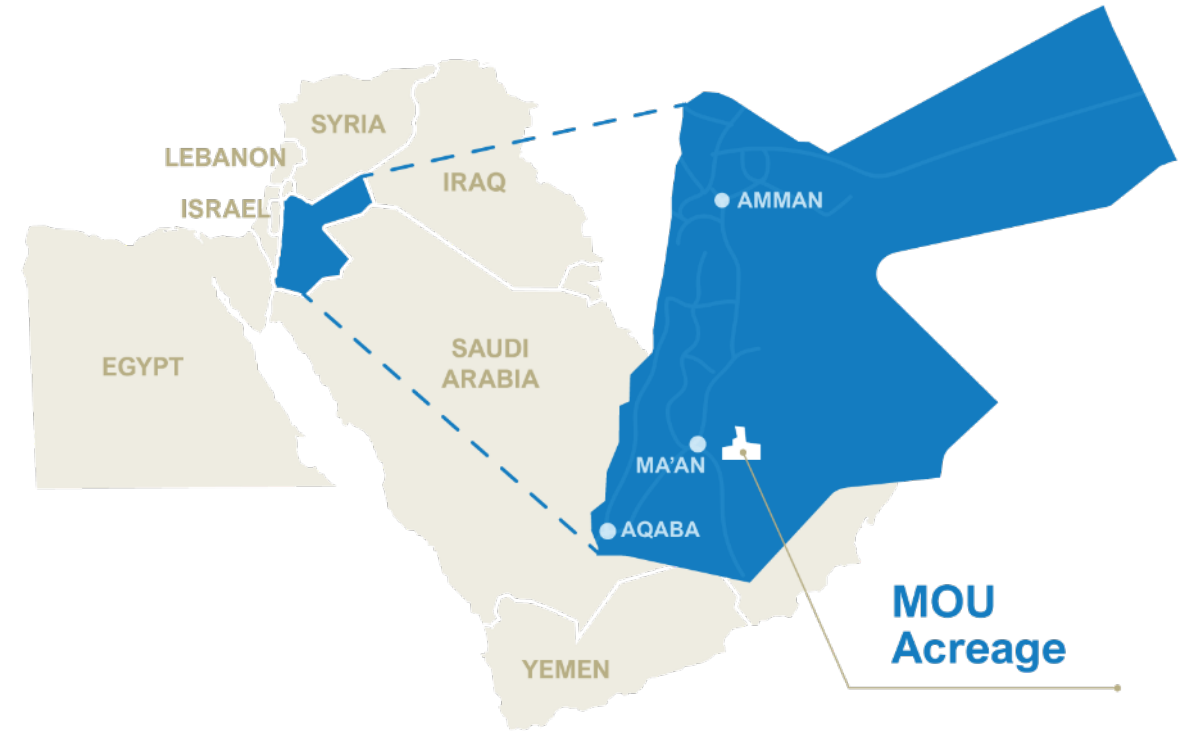 SYRIA
LEBANON
IRAQ
ISRAEL
AMMAN
EGYPT
SAUDI
ARABIA
MA'AN
AQABA
MOU
Acreage
YEMEN